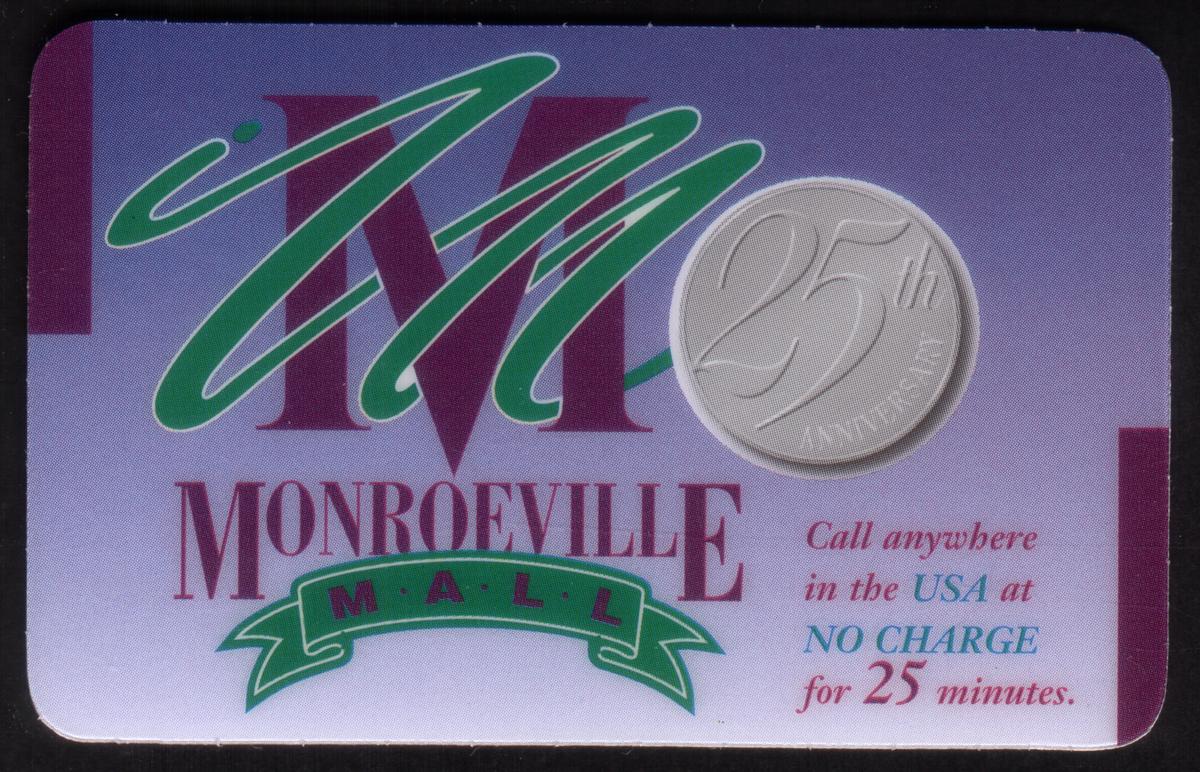 M
25th
ANNIVERSARY
MONROEVILLE
M·A·L·L
Call anywhere
in the USA at
NO CHARGE
for 25 minutes.